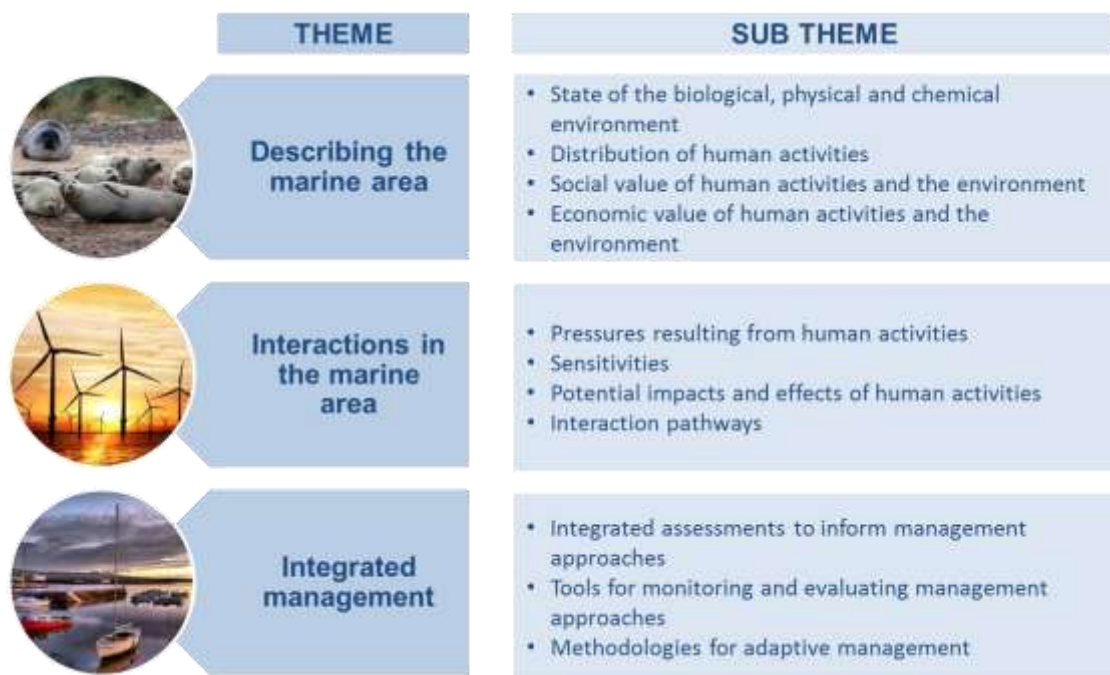 THEME
SUB THEME
Describing the
marine area
• State of the biological, physical and chemical
environment
• Distribution of human activities
• Social value of human activities and the environment
• Economic value of human activities and the
environment
Interactions in
the marine
area
• Pressures resulting from human activities
• Sensitivities
• Potential impacts and effects of human activities
• Interaction pathways
Integrated
management
• Integrated assessments to inform management
approaches
• Tools for monitoring and evaluating management
approaches
• Methodologies for adaptive management